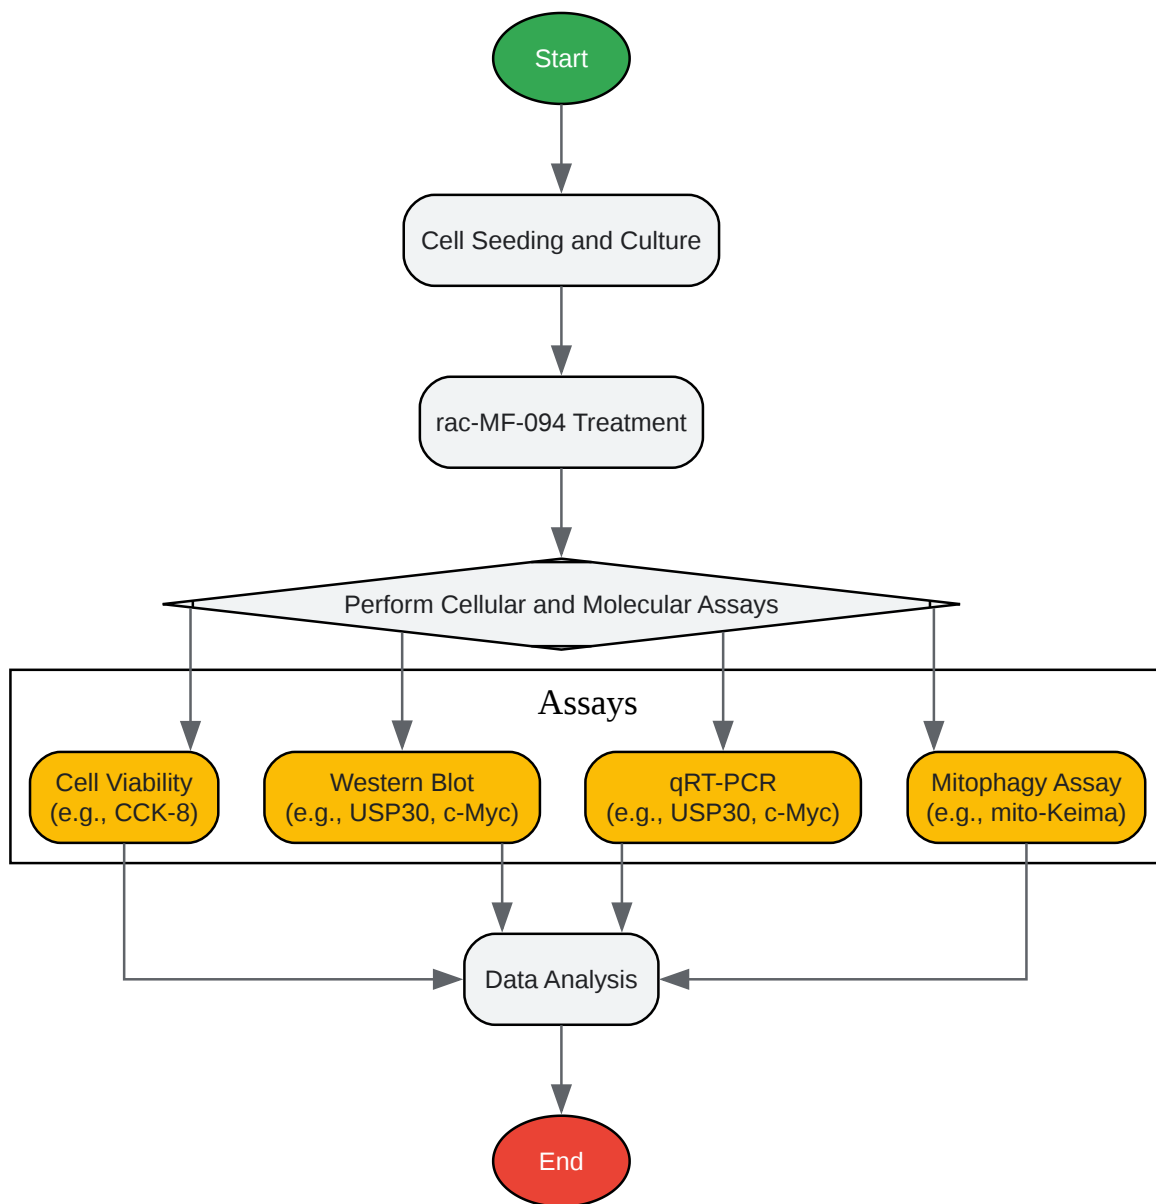 Start
Cell Seeding and Culture
rac-MF-094 Treatment
Perform Cellular and Molecular Assays
Assays
Cell Viability
(e.g., CCK-8)
Western Blot
(e.g., USP30, c-Myc)
qRT-PCR
(e.g., USP30, c-Myc)
Mitophagy Assay
(e.g., mito-Keima)
Data Analysis
End